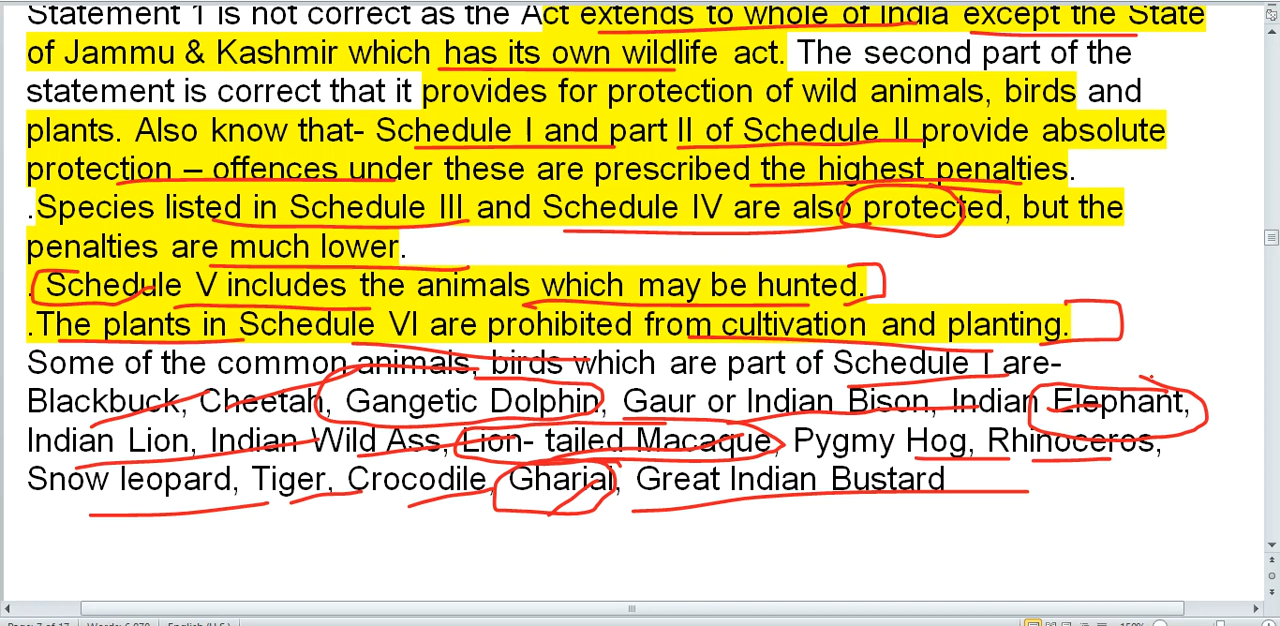 Statement 1 is not correct as the Act extends to whole of India except the State
of Jammu & Kashmir which has its own wildlife act. The second part of the
statement is correct that it provides for protection of wild animals, birds and
plants. Also know that- Schedule I and part II of Schedule II provide absolute
protection – offences under these are prescribed the highest penalties.
.Species listed in Schedule III and Schedule IV are also protected, but the
penalties are much lower.
. Schedule V includes the animals which may be hunted.
.The plants in Schedule VI are prohibited from cultivation and planting.
Some of the common animals, birds which are part of Schedule I are-
Blackbuck, Cheetah, Gangetic Dolphin, Gaur or Indian Bison, Indian Elephant,
Indian Lion, Indian Wild Ass, Lion- tailed Macaque, Pygmy Hog, Rhinoceros,
Snow leopard, Tiger, Crocodile, Gharial, Great Indian Bustard